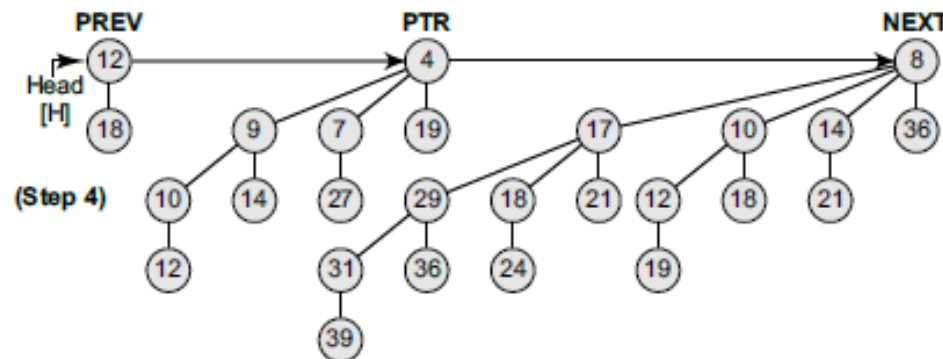 PREV PTR NEXT
12 4 8
Head
[H]
18 9 7 19 17 10 14 36
(Step 4) 10 14 27 29 18 21 12 18 21
12 31 36 24 19
39